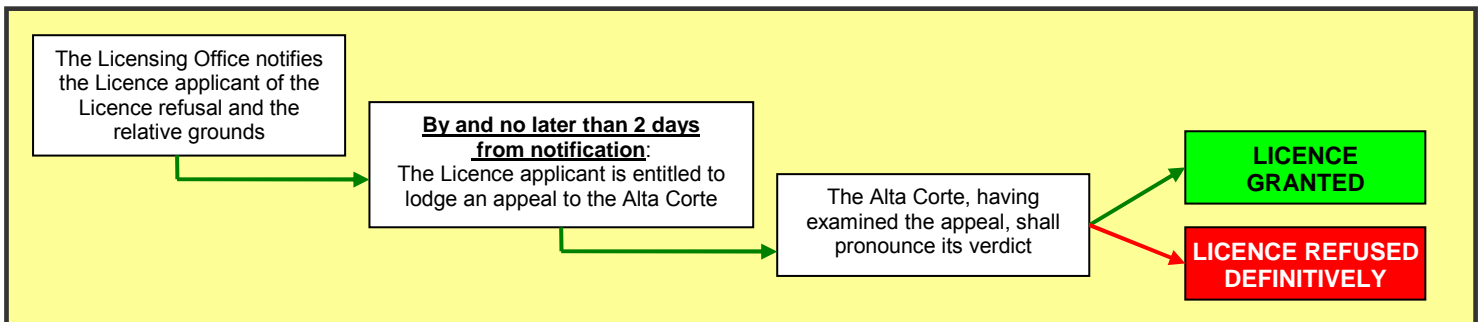 The Licensing Office notifies
the Licence applicant of the
Licence refusal and the
relative grounds
By and no later than 2 days
from notification:
The Licence applicant is entitled to
lodge an appeal to the Alta Corte
The Alta Corte, having
examined the appeal, shall
pronounce its verdict
LICENCE
GRANTED
LICENCE REFUSED
DEFINITIVELY